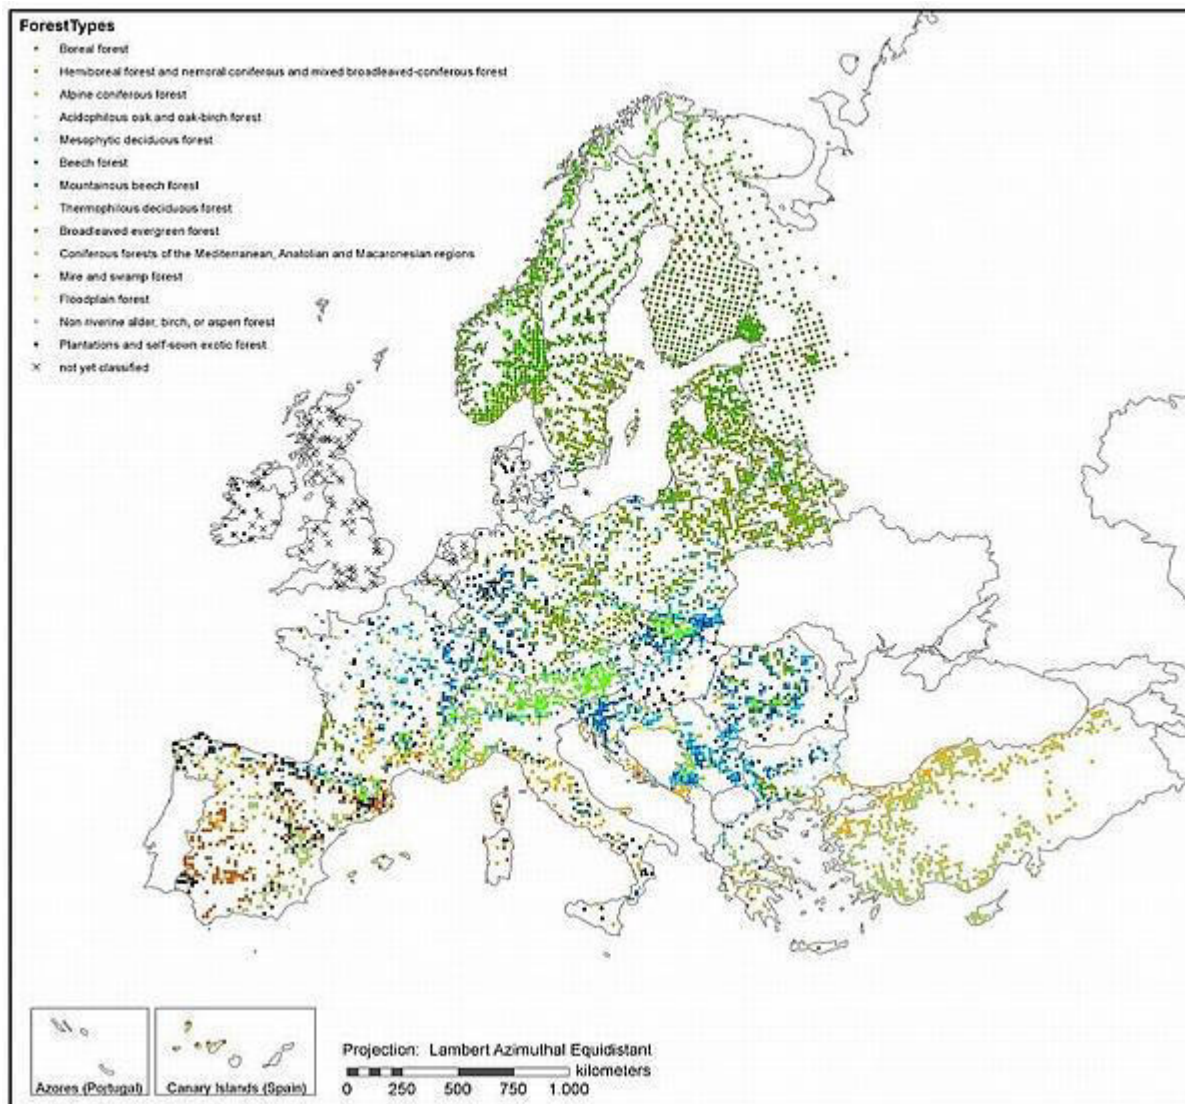 ForestTypes
Boreal forest
Hemiboreal forest and nemoral coniferous and mixed broadleaved-coniferous forest
Alpine coniferous forest
Acidophilous oak and oak-birch forest
Mesophytic deciduous forest
Beech forest
Mountainous beech forest
Thermophilous deciduous forest
Broadleaved evergreen forest
Coniferous forests of the Mediterranean, Anatolian and Macaronesian regions
Mire and swamp forest
Floodplain forest
Non riverine alder, birch, or aspen forest
Plantations and self-sown exotic forest
not yet classified
Azores (Portugal)
Canary Islands (Spain)
Projection: Lambert Azimuthal Equidistant
kilometers
0 250 500 750 1.000